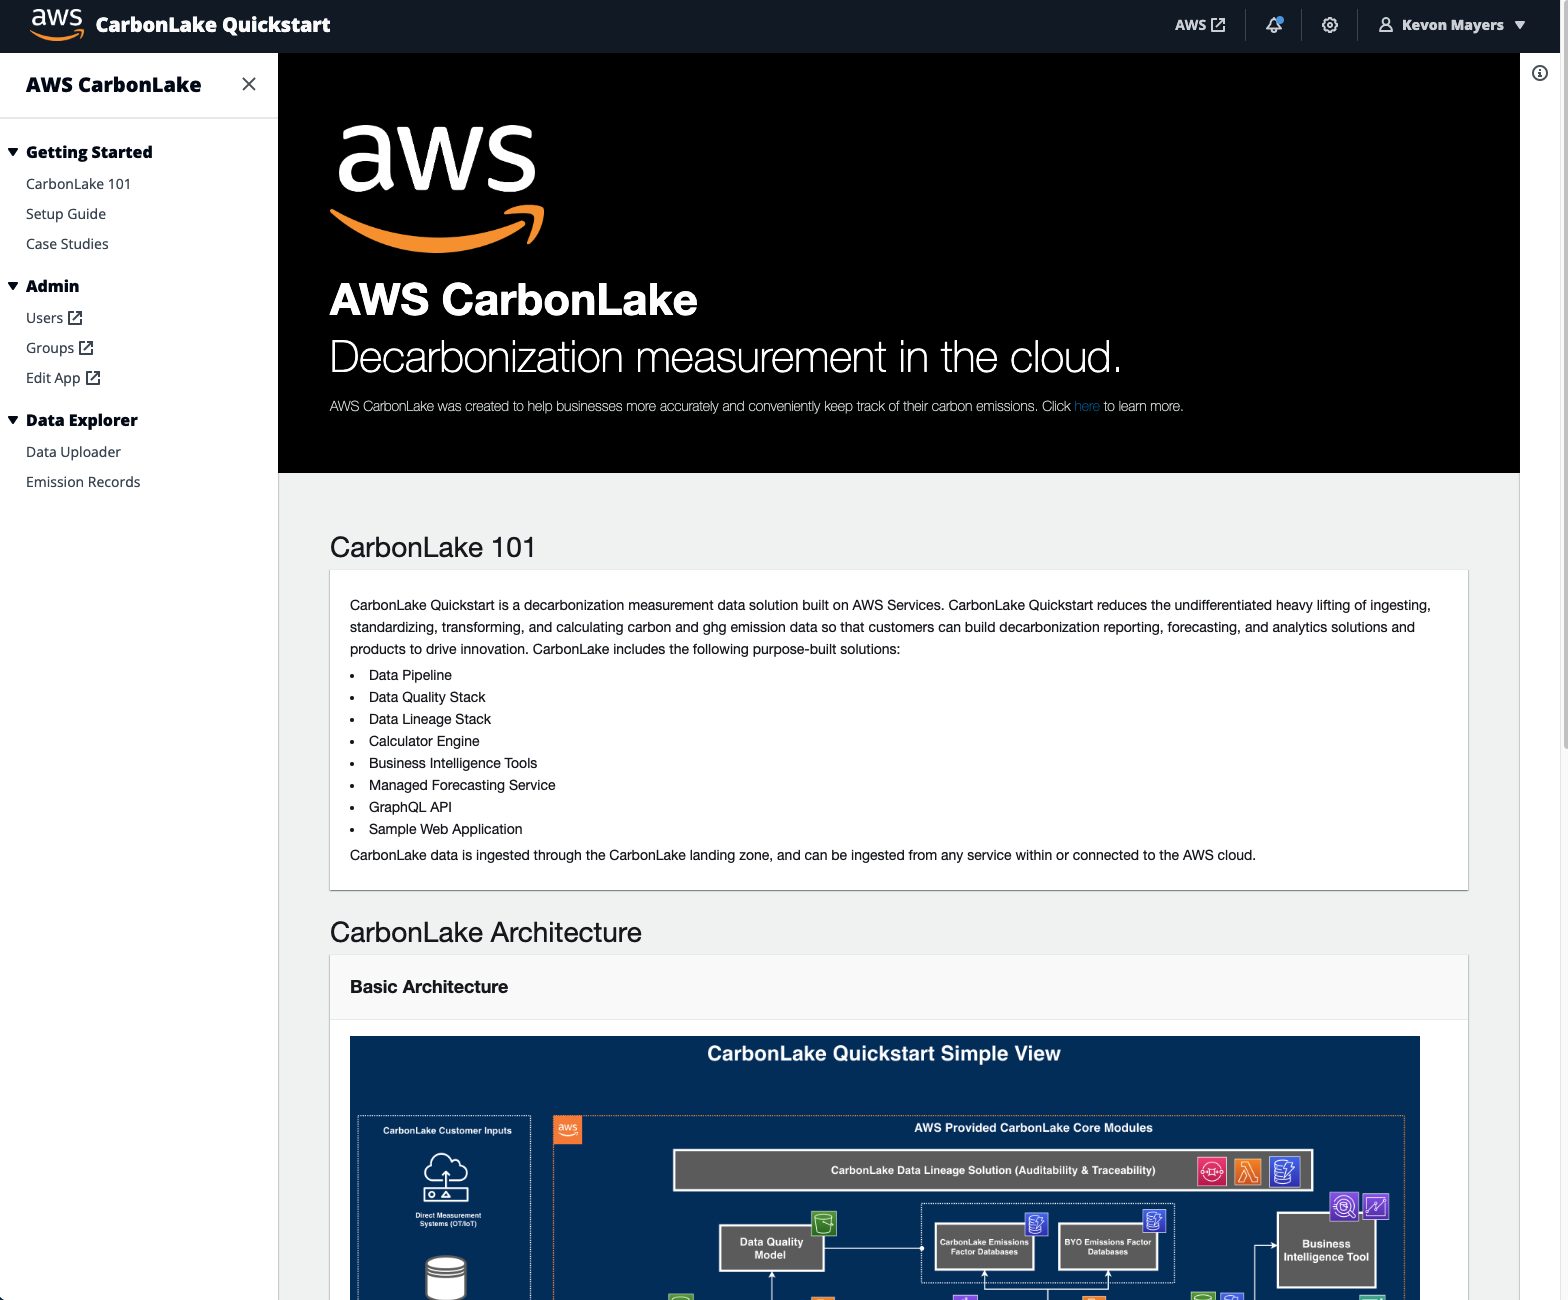 aws CarbonLake Quickstart AWS Kevon Mayers
AWS CarbonLake
Getting Started
CarbonLake 101
Setup Guide
Case Studies
Admin
Users
Groups
Edit App
Data Explorer
Data Uploader
Emission Records
aws
AWS CarbonLake
Decarbonization measurement in the cloud.
AWS CarbonLake was created to help businesses more accurately and conveniently keep track of their carbon emissions. Click here to learn more.
CarbonLake 101
CarbonLake Quickstart is a decarbonization measurement data solution built on AWS Services. CarbonLake Quickstart reduces the undifferentiated heavy lifting of ingesting,
standardizing, transforming, and calculating carbon and ghg emission data so that customers can build decarbonization reporting, forecasting, and analytics solutions and
products to drive innovation. CarbonLake includes the following purpose-built solutions:
• Data Pipeline
• Data Quality Stack
• Data Lineage Stack
• Calculator Engine
• Business Intelligence Tools
• Managed Forecasting Service
• GraphQL API
• Sample Web Application
CarbonLake data is ingested through the CarbonLake landing zone, and can be ingested from any service within or connected to the AWS cloud.
CarbonLake Architecture
Basic Architecture
CarbonLake Quickstart Simple View
CarbonLake Customer Inputs
Direct Measurement
Systems (OT/IoT)
aws
AWS Provided CarbonLake Core Modules
CarbonLake Data Lineage Solution (Auditability & Traceability)
Data Quality
Model
CarbonLake Emissions
Factor Databases
BYO Emissions Factor
Databases
Business
Intelligence Tool